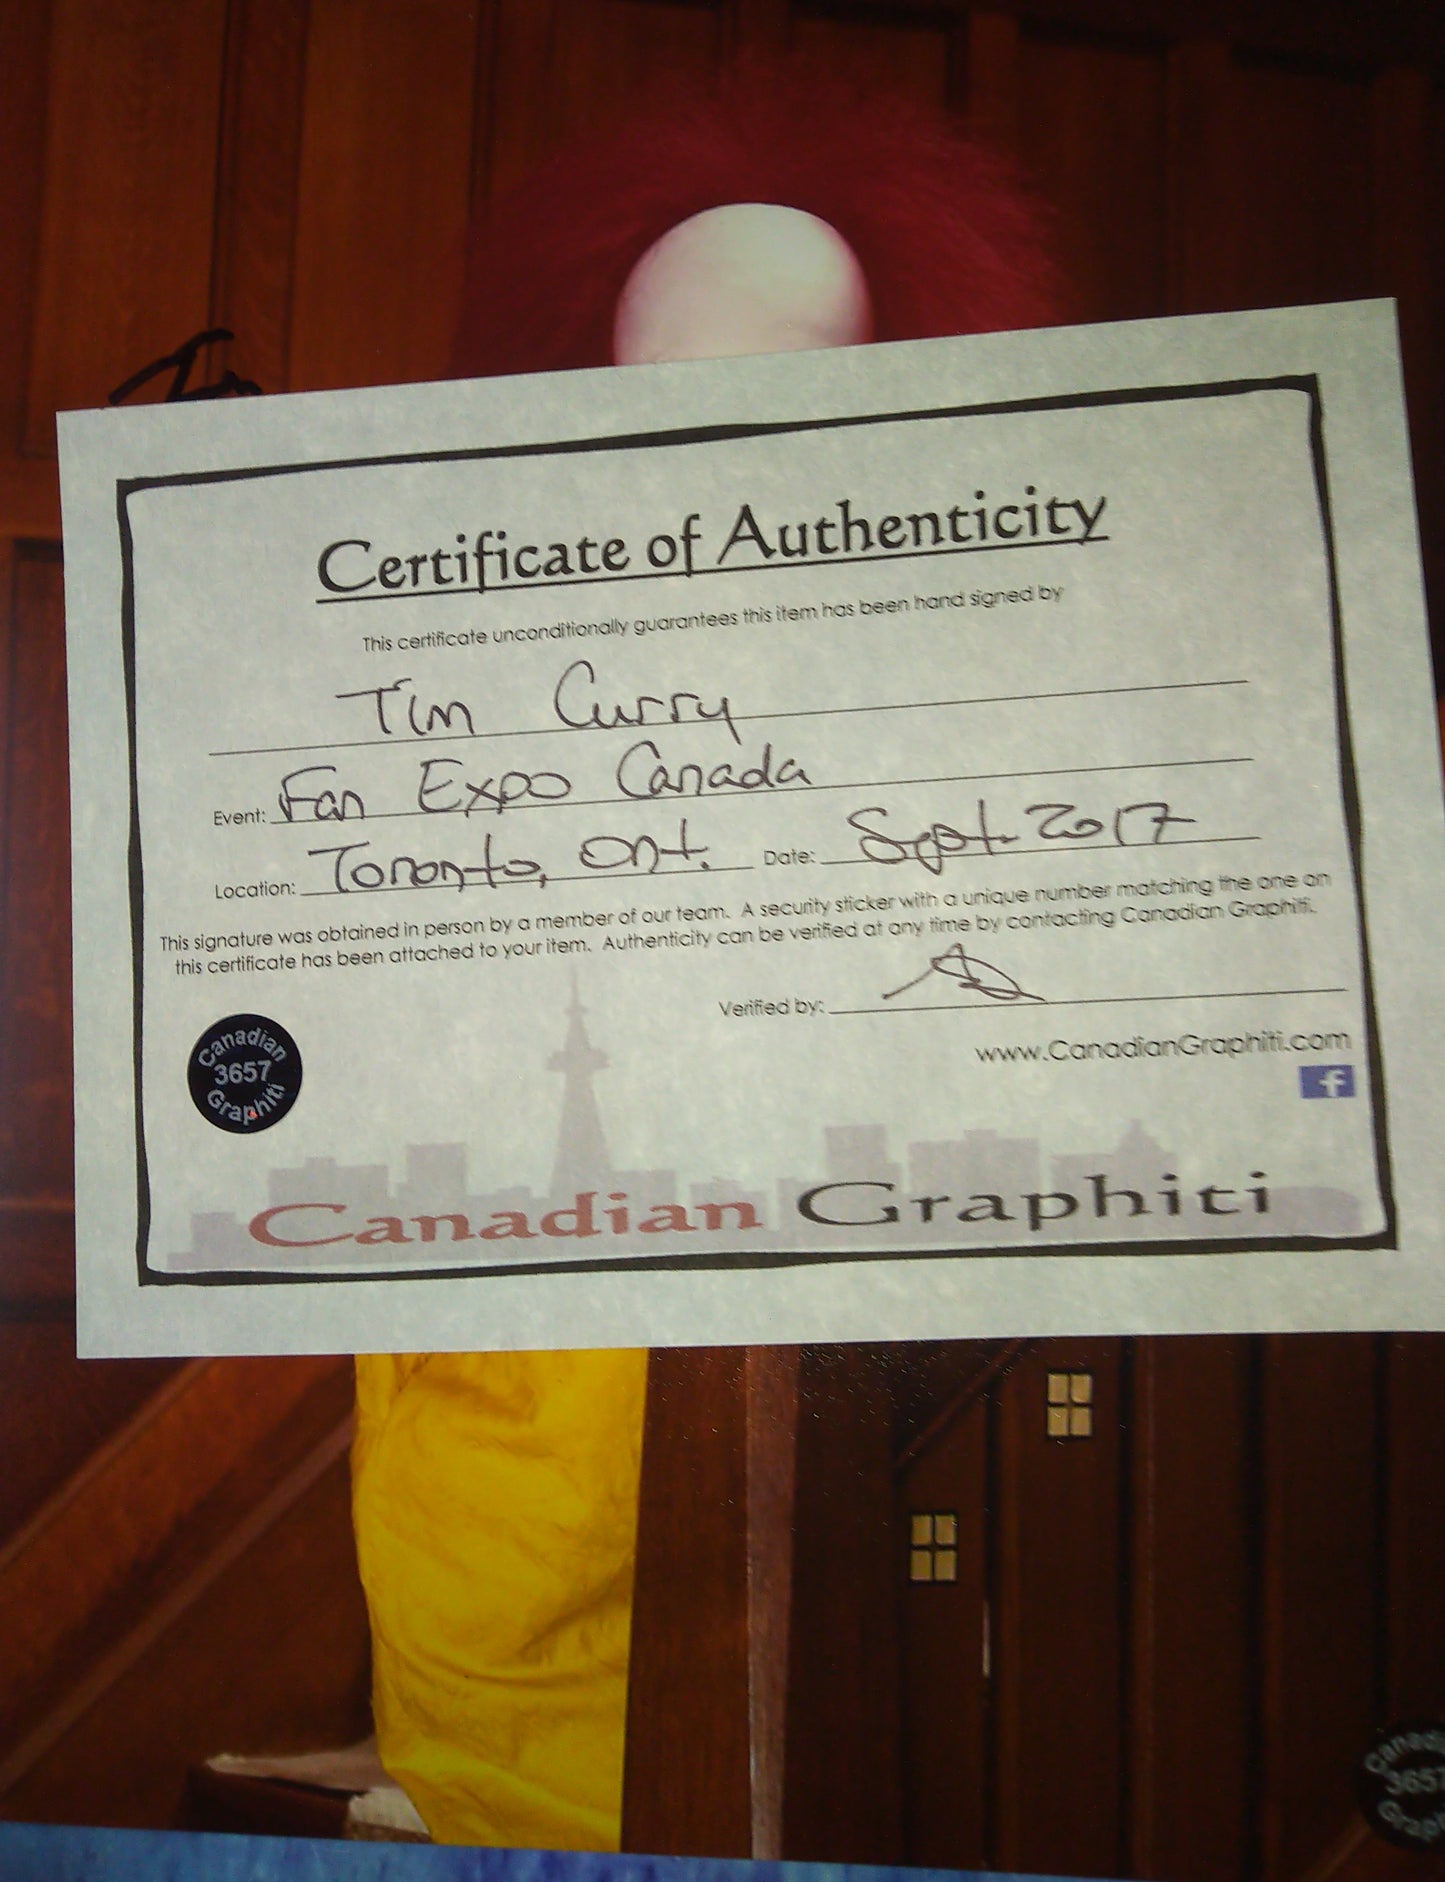 Certificate of Authenticity
This certificate unconditionally guarantees this item has been hand signed by
Tim Curry
Event: Fan Expo Canada
Location: Toronto, Ont. Date: Sept. 2017
This signature was obtained in person by a member of our team. A security sticker with a unique number matching the one on
this certificate has been attached to your item. Authenticity can be verified at any time by contacting Canadian Graphiti.
Verified by:
www.CanadianGraphiti.com
f
Canadian
3657
Graphiti
Canadian Graphiti
Canadi
3657
Graph